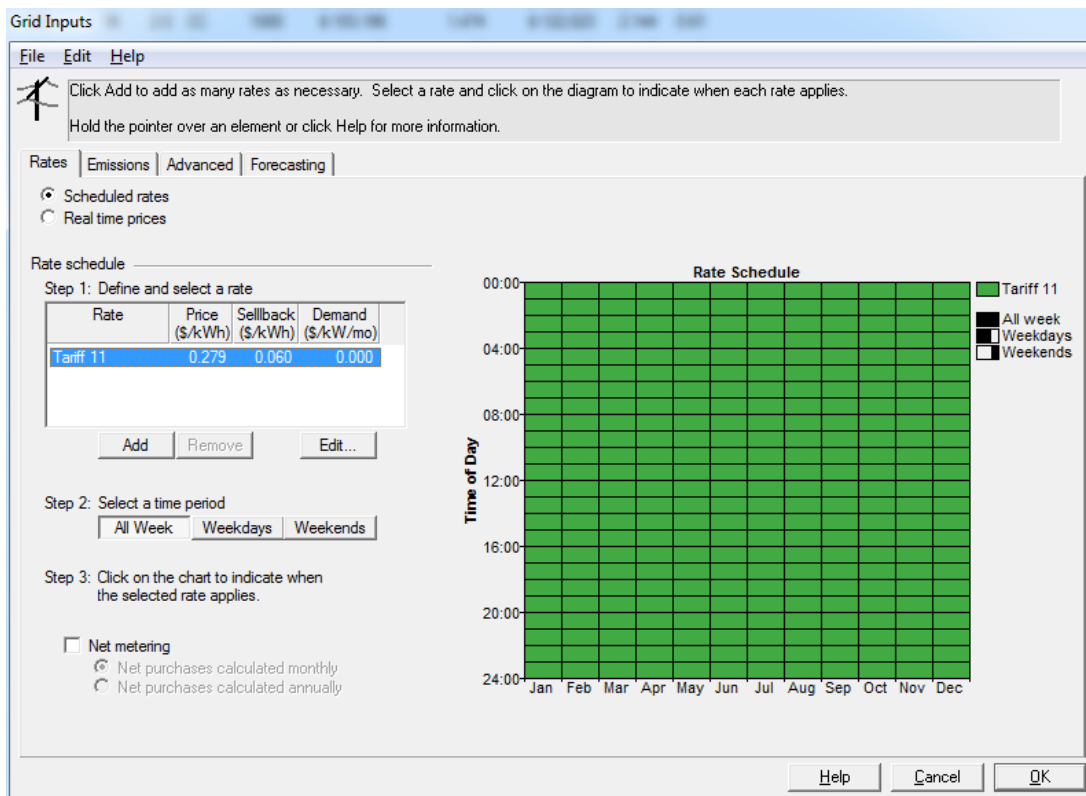 Grid Inputs
File Edit Help
Click Add to add as many rates as necessary. Select a rate and click on the diagram to indicate when each rate applies.
Hold the pointer over an element or click Help for more information.
Rates Emissions Advanced Forecasting
Scheduled rates
Real time prices
Rate schedule
Step 1: Define and select a rate
Rate Price Sellback Demand
($/kWh) ($/kWh) ($/kW/mo)
Tariff 11 0.279 0.060 0.000
Add Remove Edit...
Step 2: Select a time period
All Week Weekdays Weekends
Step 3: Click on the chart to indicate when
the selected rate applies.
Net metering
Net purchases calculated monthly
Net purchases calculated annually
Rate Schedule
Time of Day
00:00
04:00
08:00
12:00
16:00
20:00
24:00
Jan Feb Mar Apr May Jun Jul Aug Sep Oct Nov Dec
Tariff 11
All week
Weekdays
Weekends
Help Cancel OK